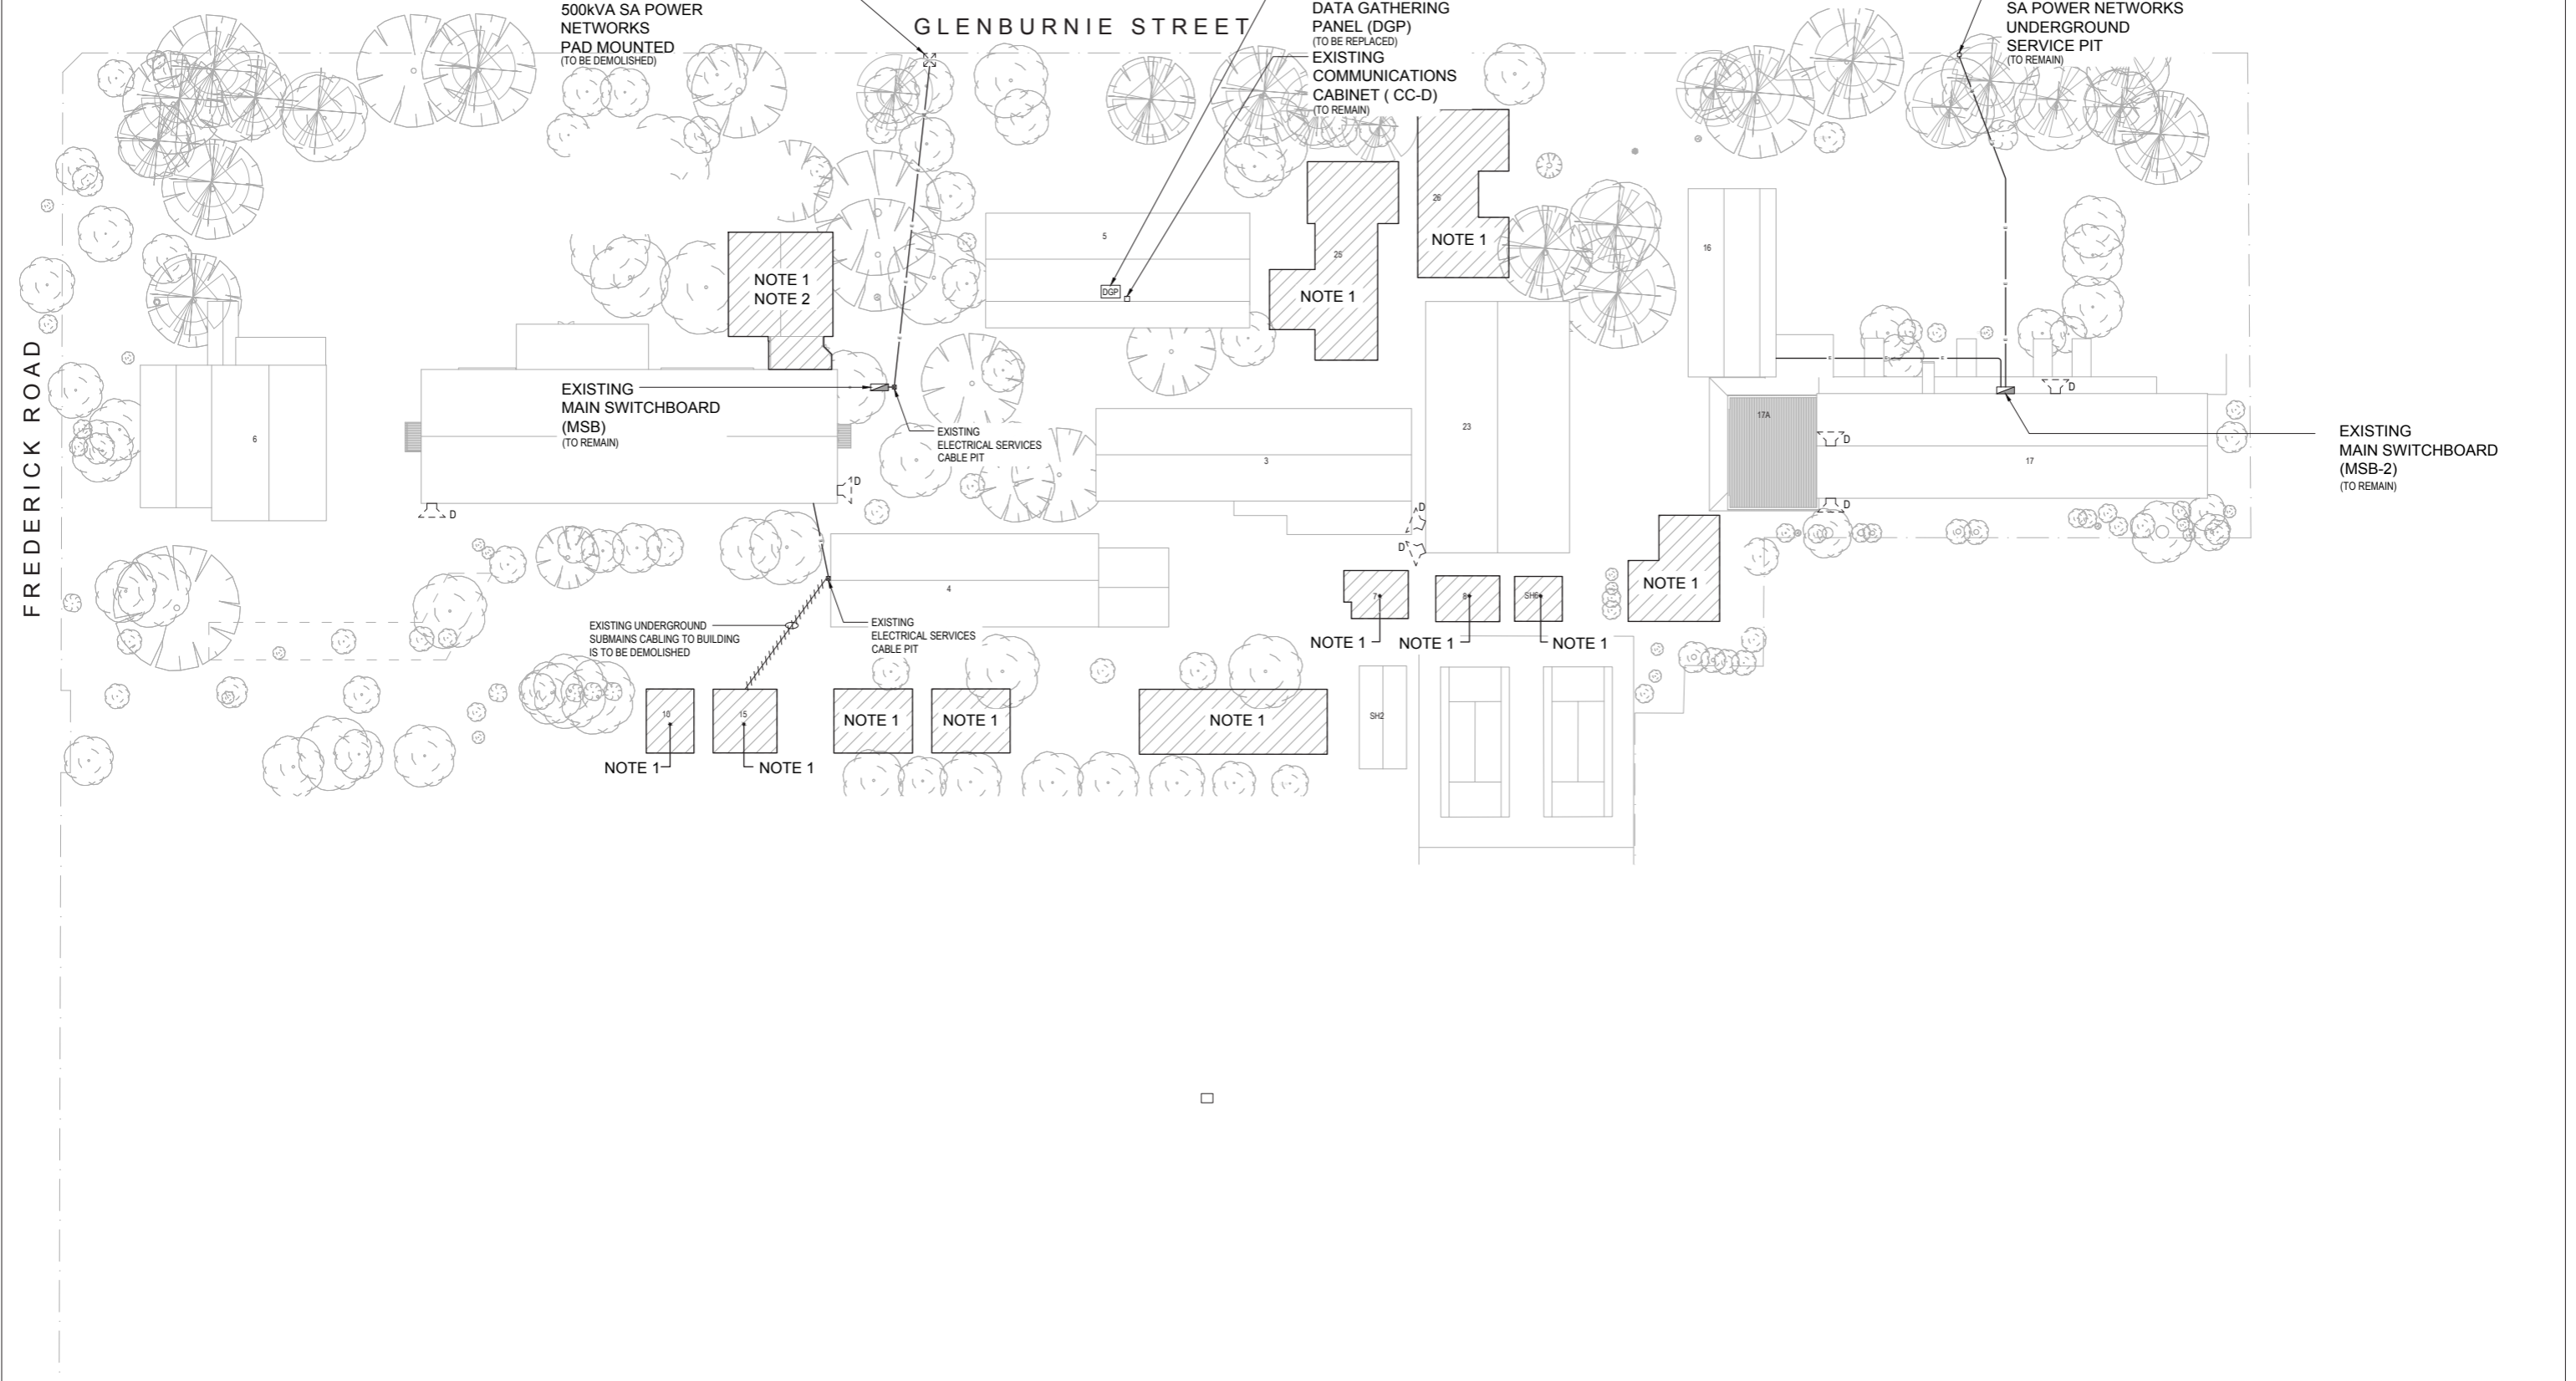 500kVA SA POWER
NETWORKS
PAD MOUNTED
(TO BE DEMOLISHED)
GLENBURNIE STREET
DATA GATHERING
PANEL (DGP)
(TO BE REPLACED)
EXISTING
COMMUNICATIONS
CABINET ( CC-D)
(TO REMAIN)
SA POWER NETWORKS
UNDERGROUND
SERVICE PIT
(TO REMAIN)
FREDERICK ROAD
26
NOTE 1
5
DGP
25
NOTE 1
16
NOTE 1
NOTE 2
EXISTING
MAIN SWITCHBOARD
(MSB)
(TO REMAIN)
EXISTING
ELECTRICAL SERVICES
CABLE PIT
6
3
23
17A
17
D
D
D
D
D
D
D
EXISTING
MAIN SWITCHBOARD
(MSB-2)
(TO REMAIN)
4
7
8
SH6
NOTE 1
NOTE 1
NOTE 1
NOTE 1
EXISTING UNDERGROUND
SUBMAINS CABLING TO BUILDING
IS TO BE DEMOLISHED
EXISTING
ELECTRICAL SERVICES
CABLE PIT
10
15
NOTE 1
NOTE 1
NOTE 1
SH2
NOTE 1
NOTE 1